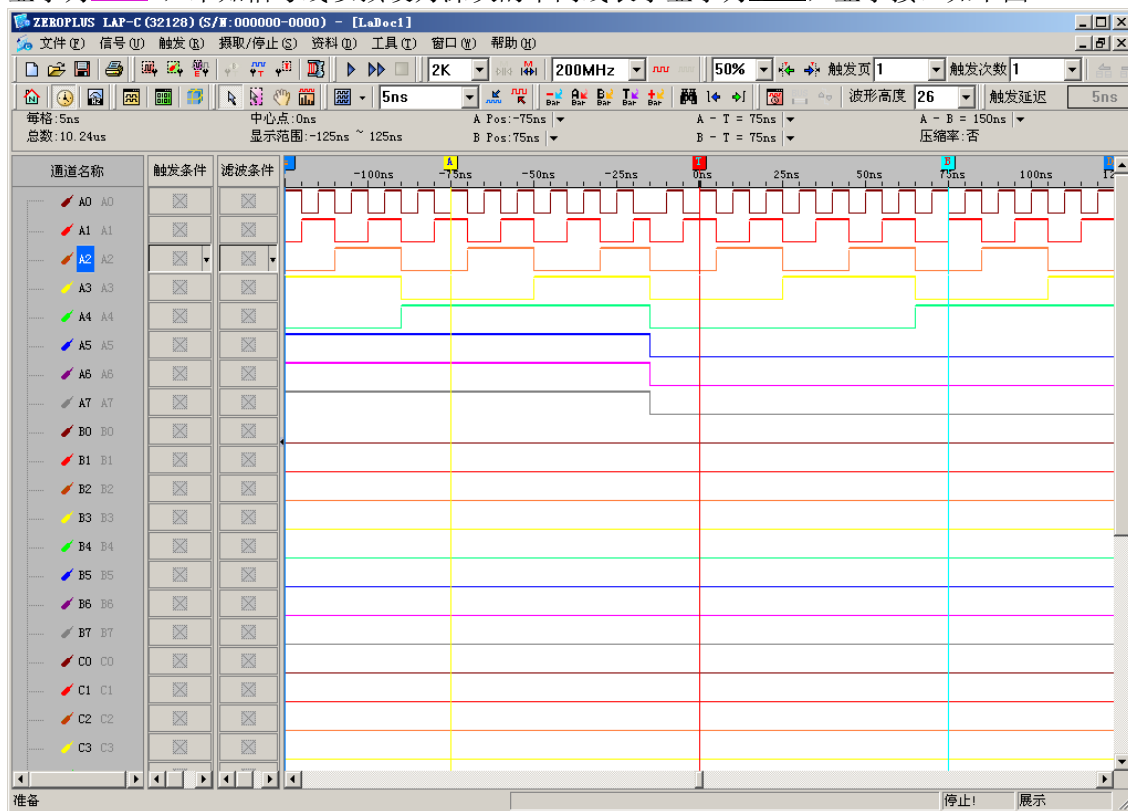 ZEROPLUS LAP-C(32128)(S/N:000000-0000) - [LaDoc1]
文件(F) 信号(U) 触发(R) 摄取/停止(S) 资料(D) 工具(T) 窗口(W) 帮助(H)
2K 200MHz 50% 触发页 1 触发次数 1
5ns Bar Bar Bar Bar Bar 波形高度 26 触发延迟 5ns
每格:5ns 中心点:0ns A Pos:-75ns A - T = 75ns A - B = 150ns
总数:10.24us 显示范围:-125ns ~ 125ns B Pos:75ns B - T = 75ns 压缩率:否
通道名称 触发条件 滤波条件
A T B
-100ns -75ns -50ns -25ns 0ns 25ns 50ns 75ns 100ns
A0 A0
A1 A1
A2 A2
A3 A3
A4 A4
A5 A5
A6 A6
A7 A7
B0 B0
B1 B1
B2 B2
B3 B3
B4 B4
B5 B5
B6 B6
B7 B7
C0 C0
C1 C1
C2 C2
C3 C3
准备 停止! 展示